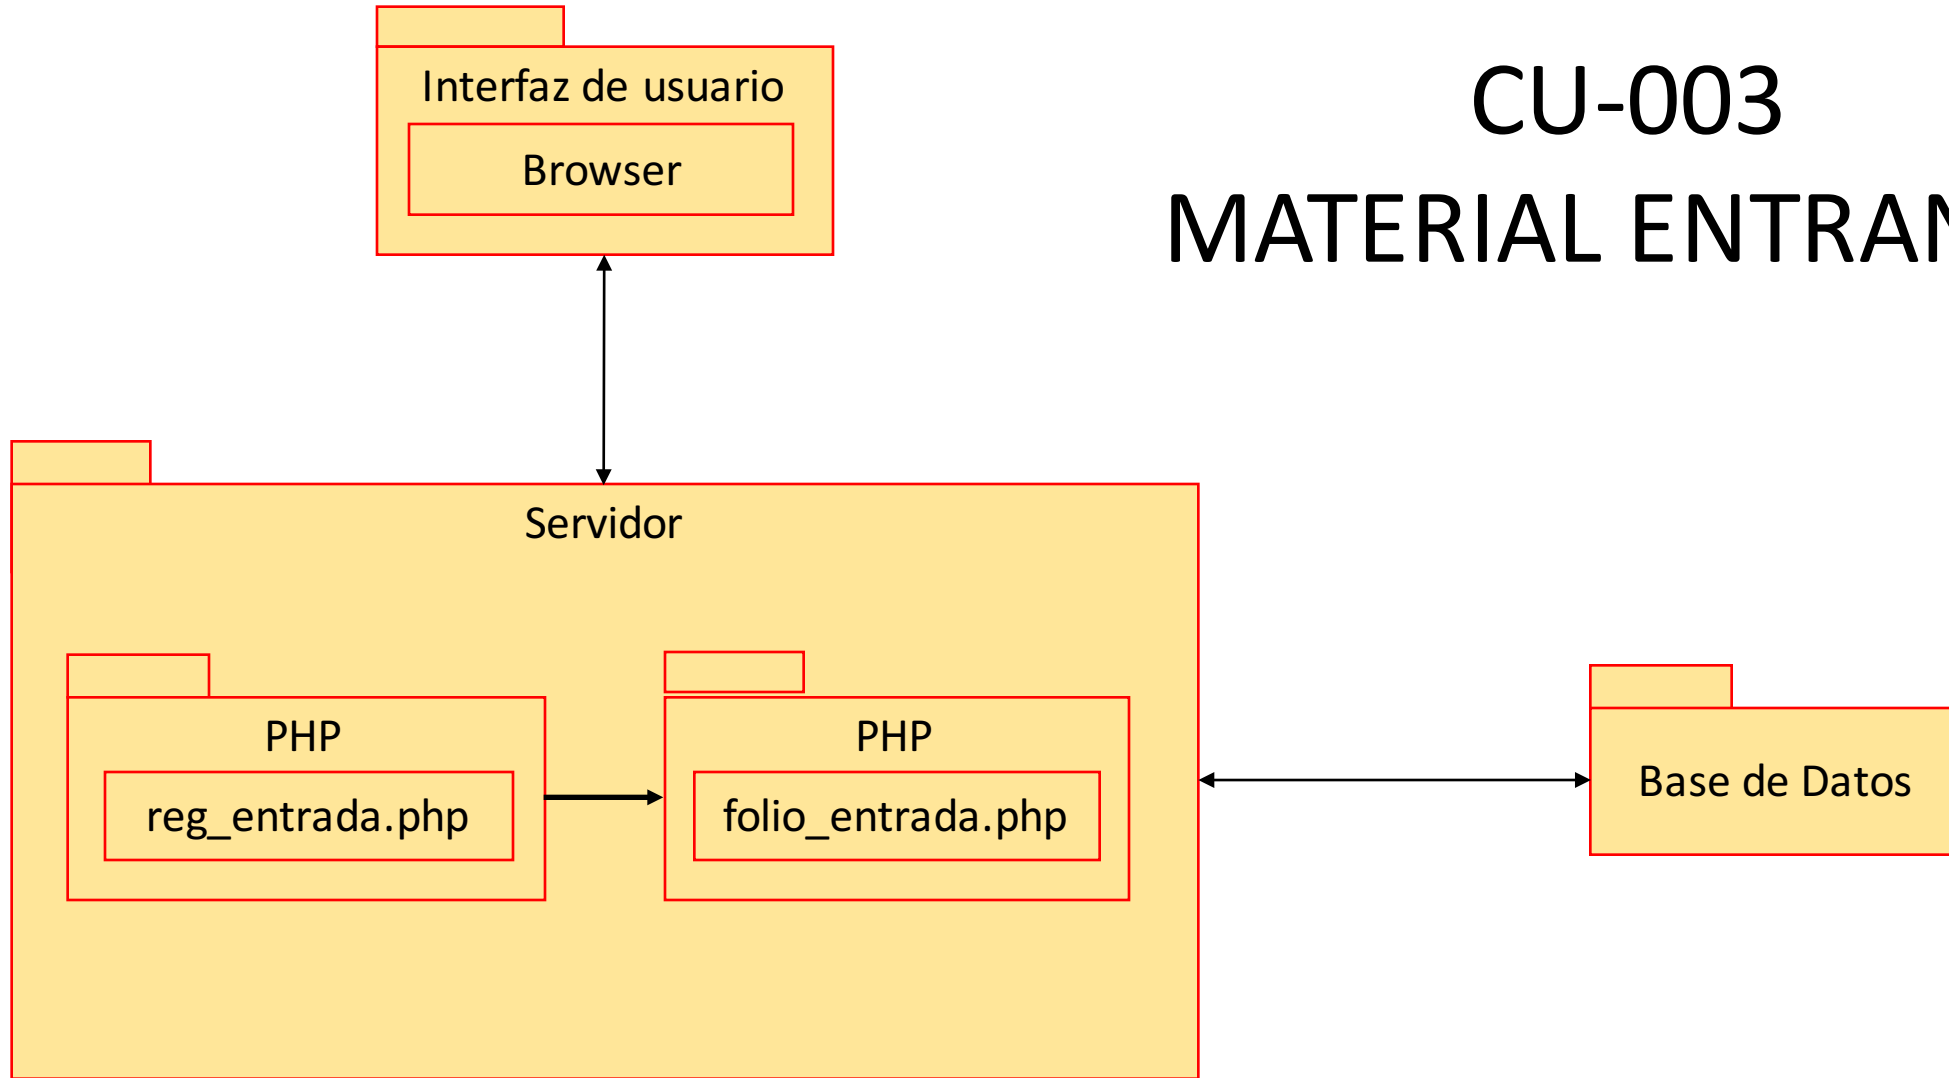 Interfaz de usuario
Browser
CU-003
MATERIAL ENTRAN
Servidor
PHP
reg_entrada.php
PHP
folio_entrada.php
Base de Datos